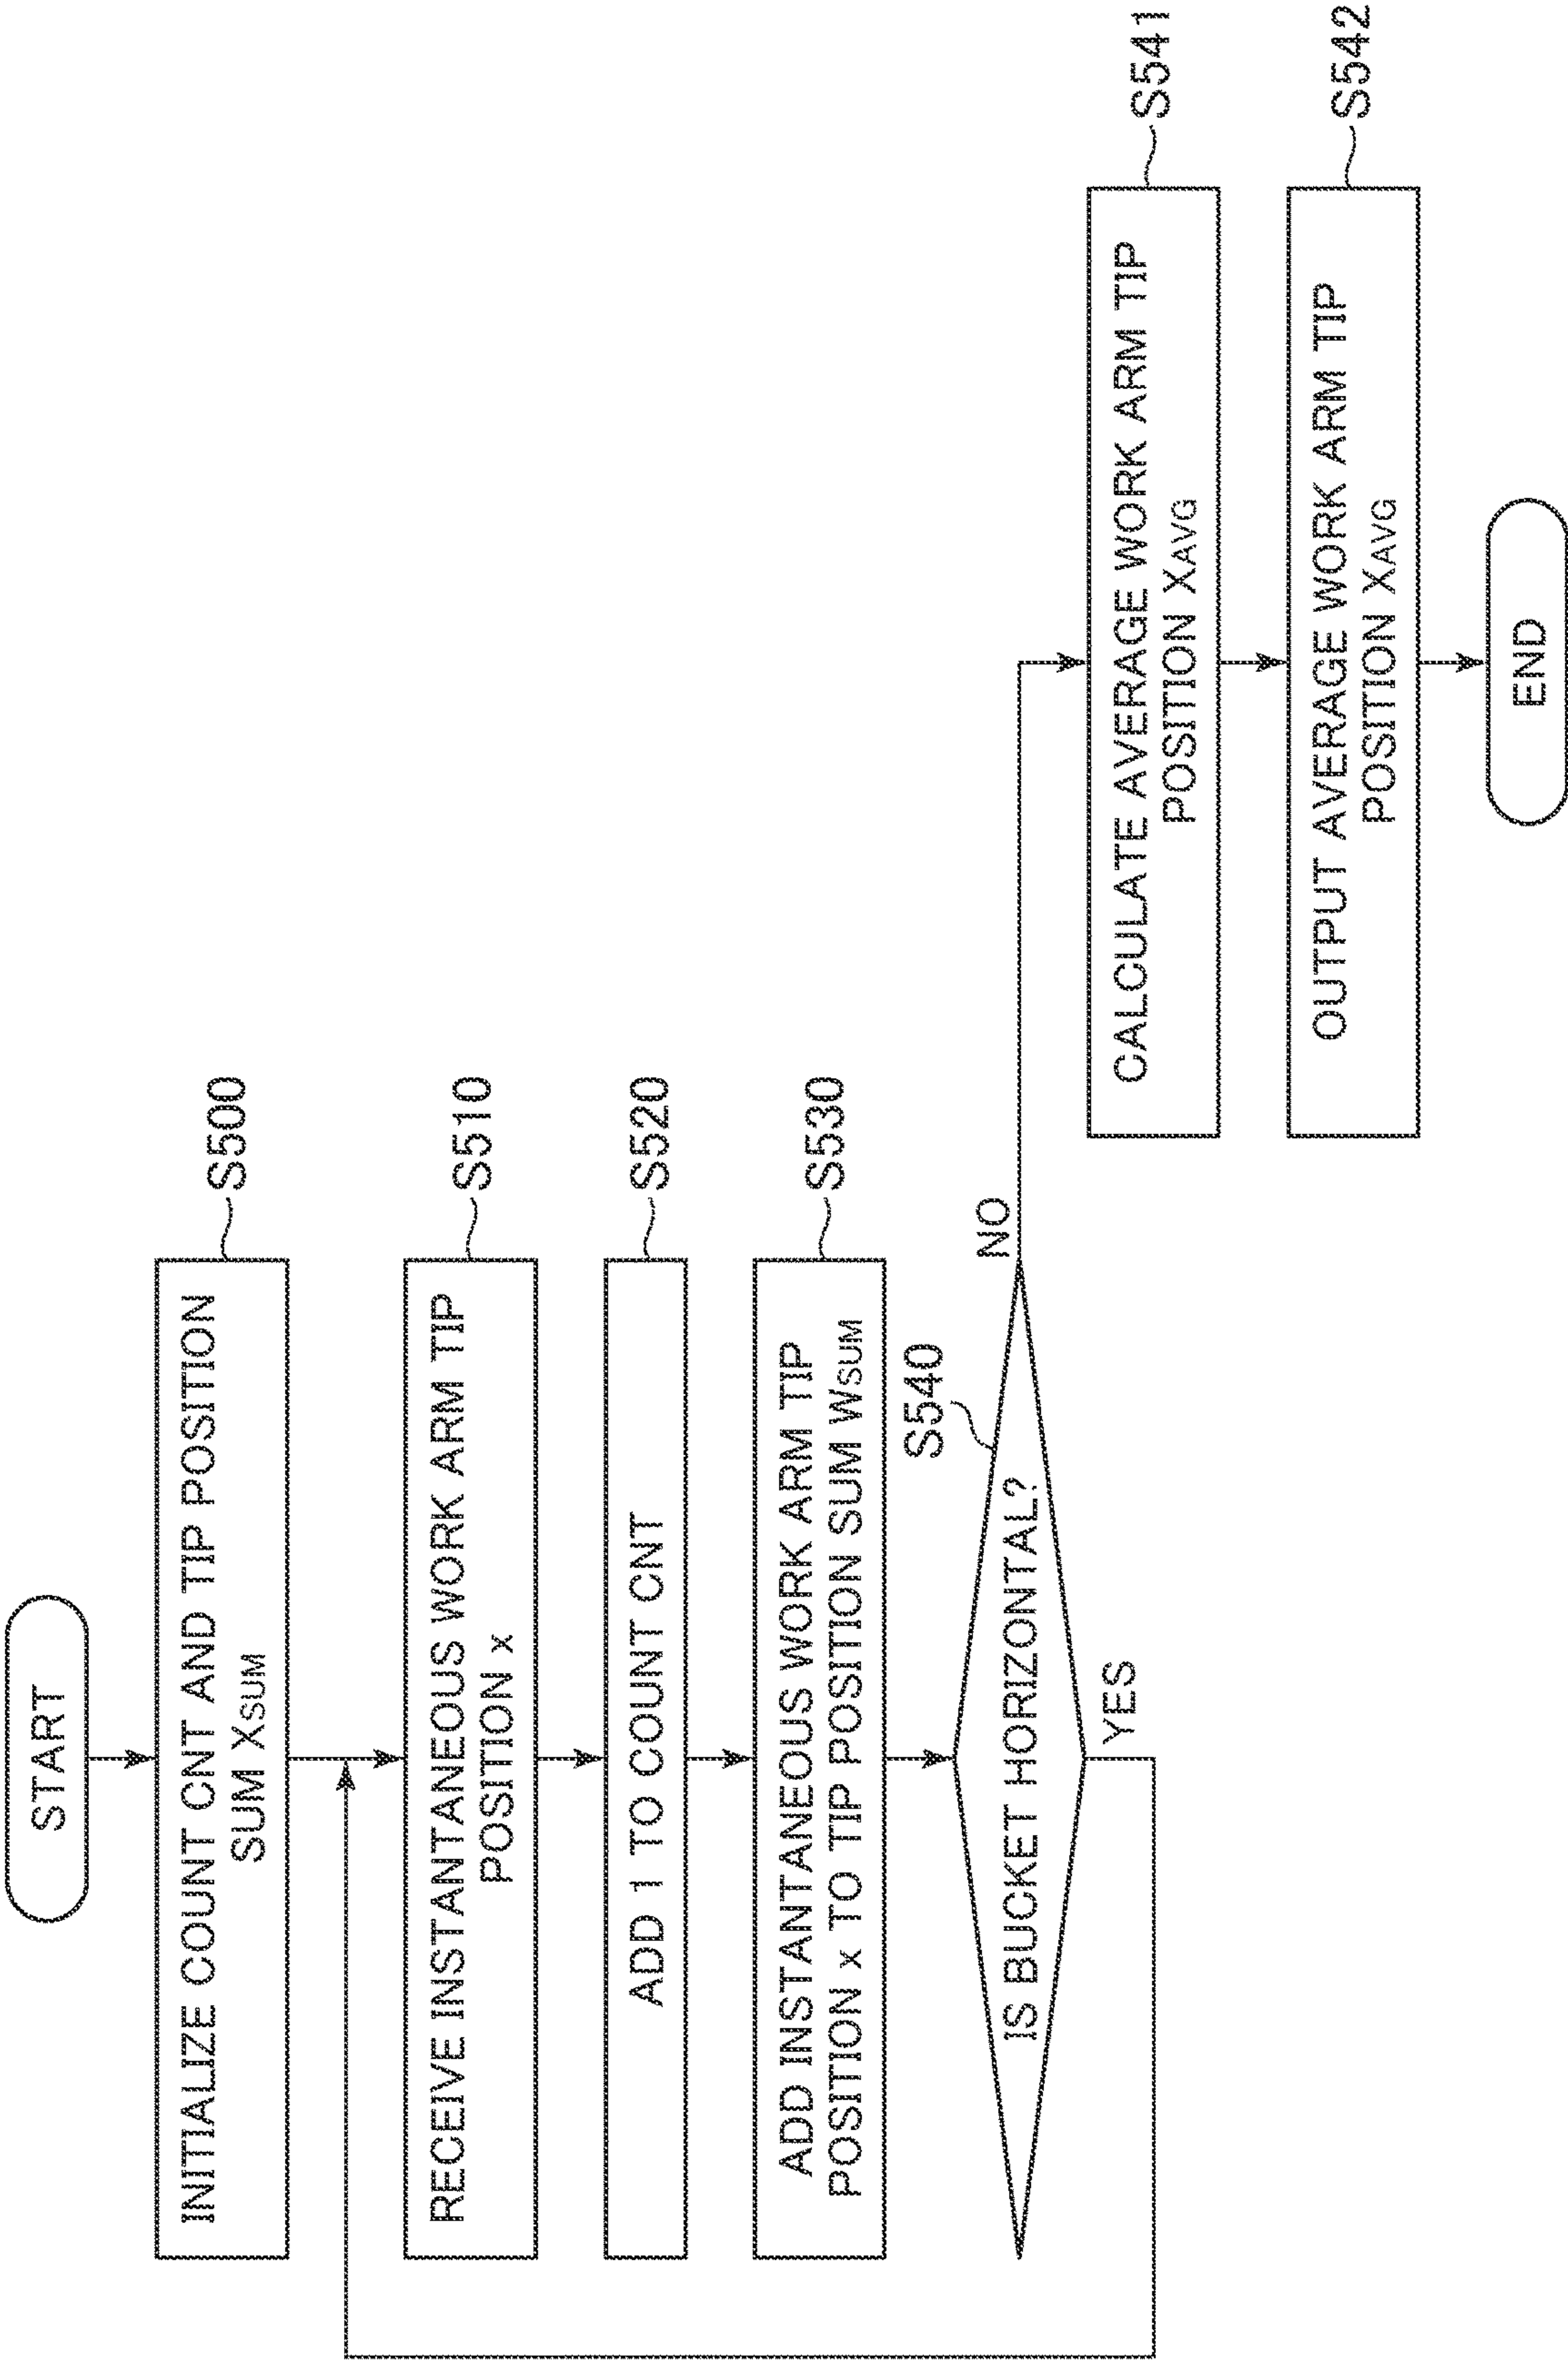 START
INITIALIZE COUNT CNT AND TIP POSITION
SUM XSUM
S500
RECEIVE INSTANTANEOUS WORK ARM TIP
POSITION x
S510
ADD 1 TO COUNT CNT
S520
ADD INSTANTANEOUS WORK ARM TIP
POSITION x TO TIP POSITION SUM WSUM
S530
S540
IS BUCKET HORIZONTAL?
NO
YES
CALCULATE AVERAGE WORK ARM TIP
POSITION XAVG
S541
OUTPUT AVERAGE WORK ARM TIP
POSITION XAVG
S542
END